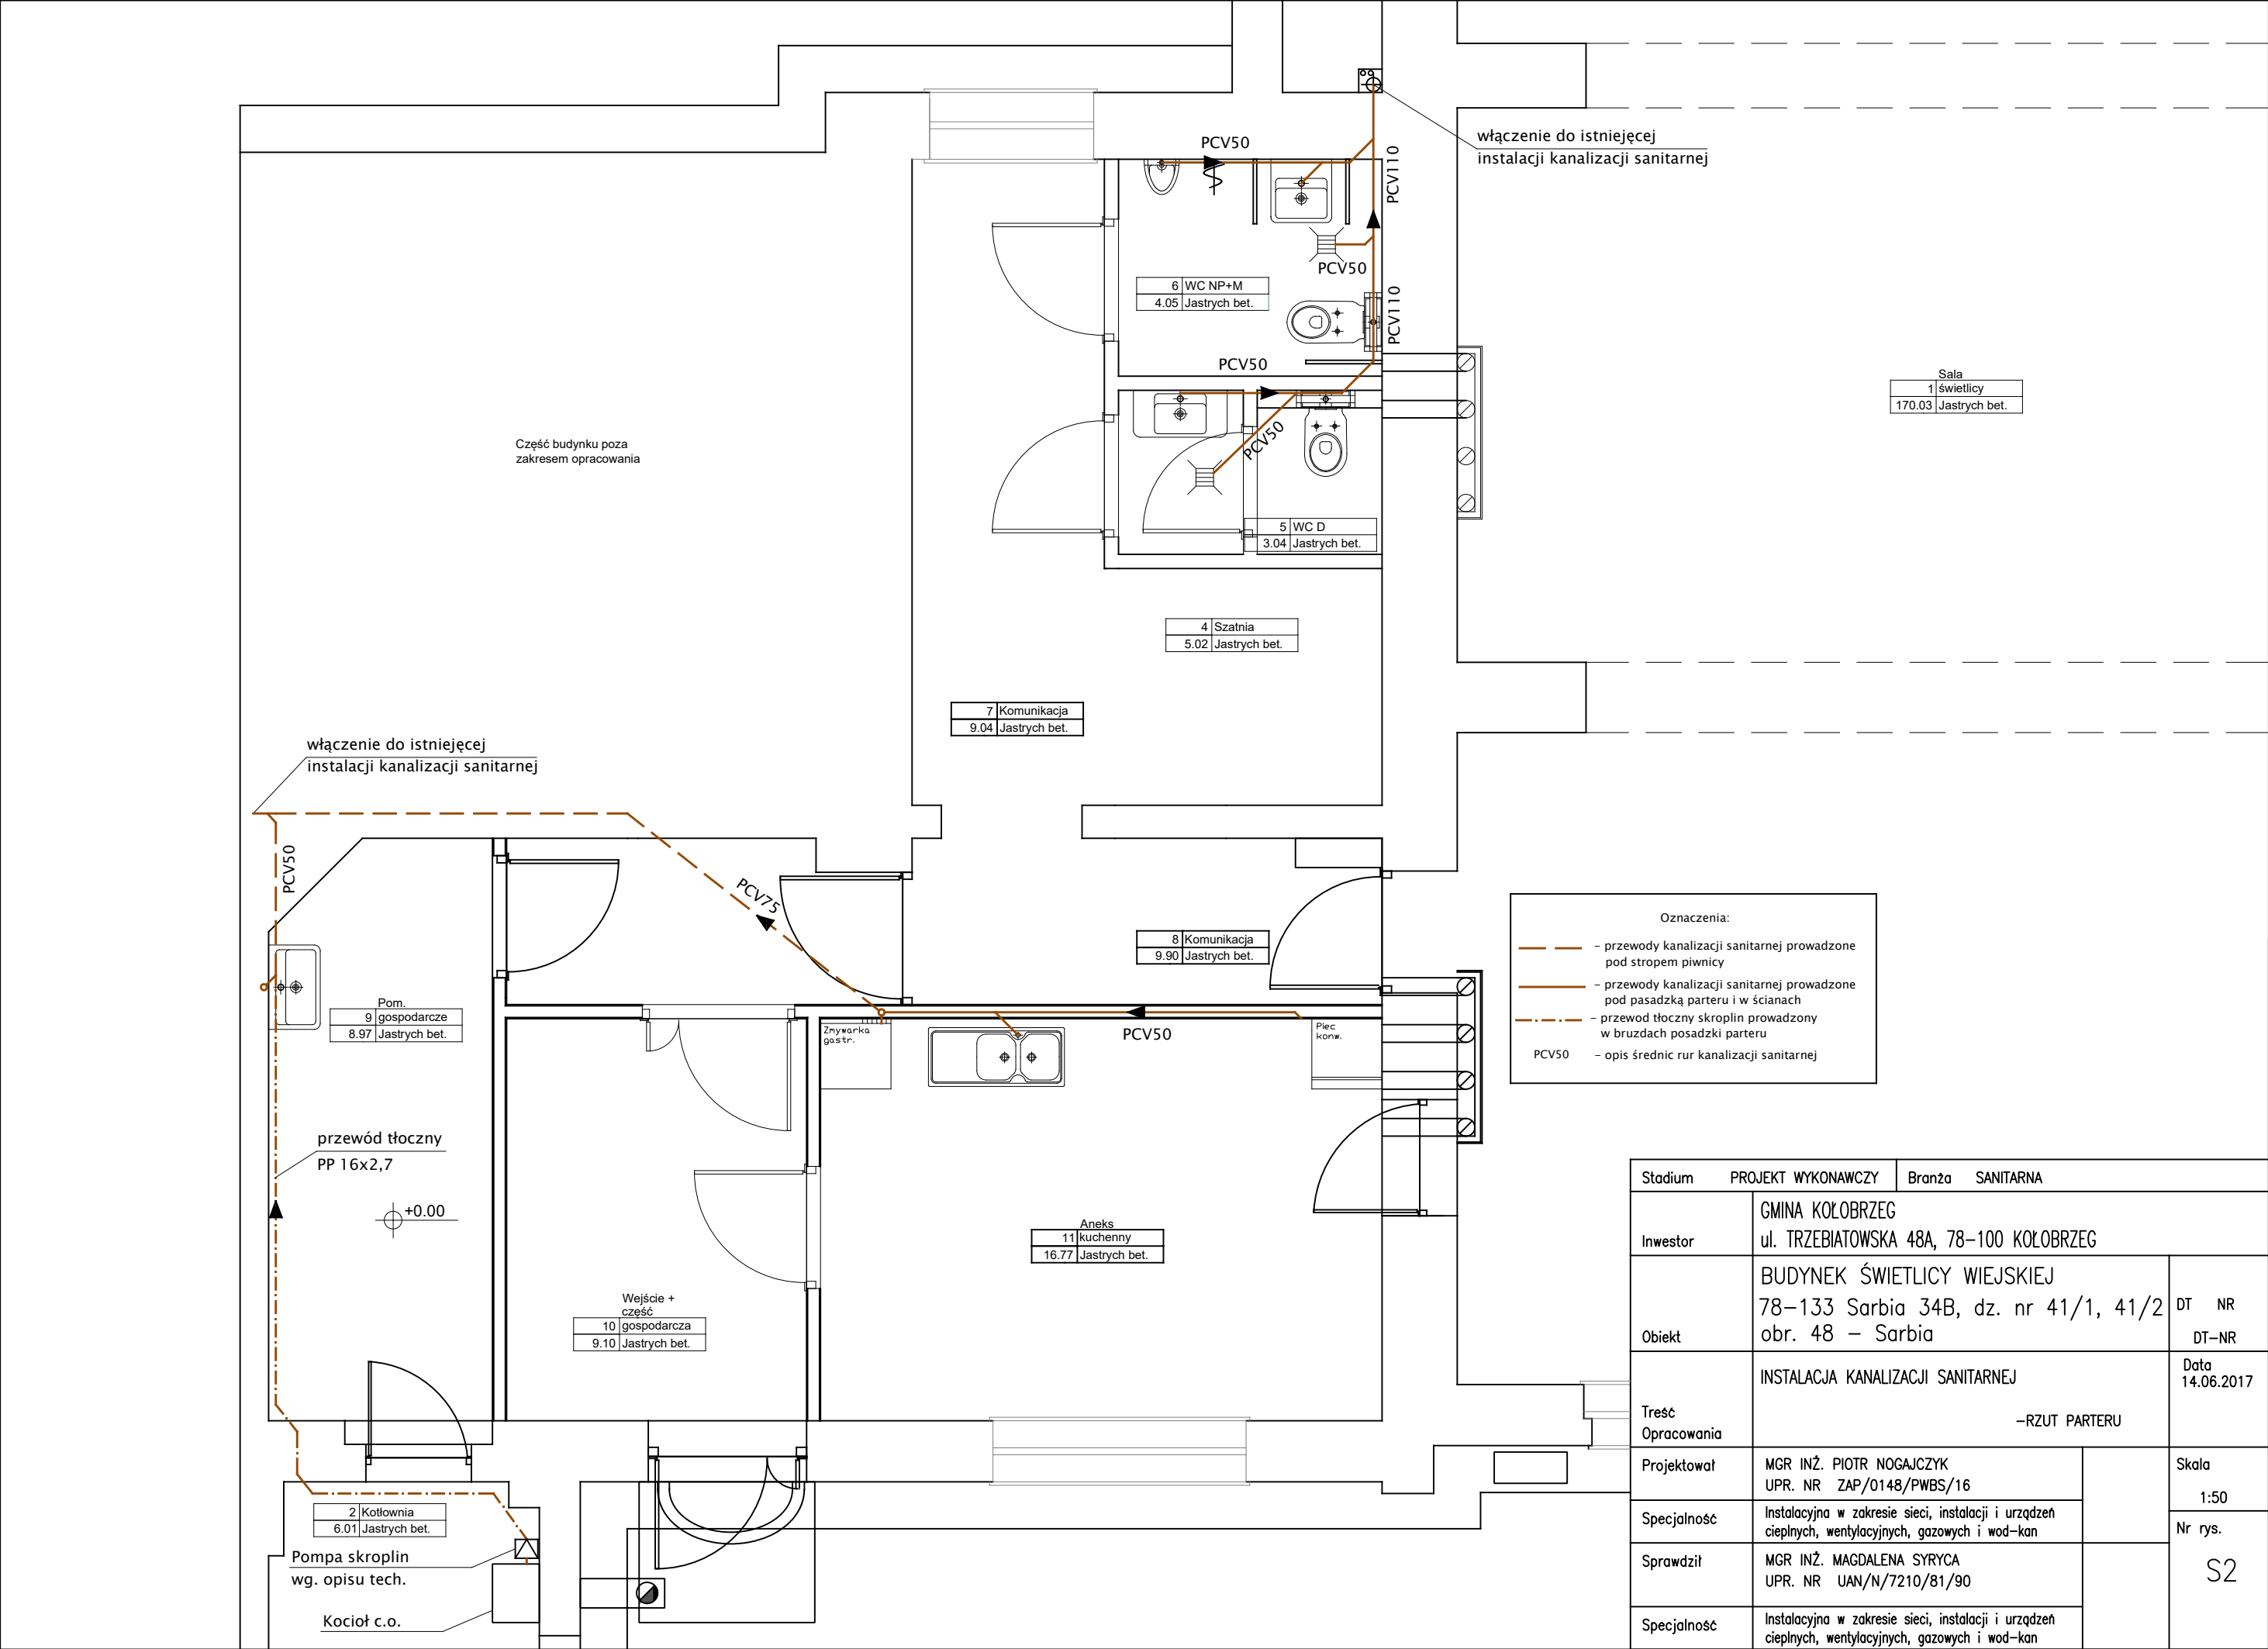 PCV50
PCV110
włączenie do istniejęcej
instalacji kanalizacji sanitarnej
PCV50
6 WC NP+M
4.05 Jastrych bet.
PCV110
PCV50
Sala
1 świetlicy
170.03 Jastrych bet.
Część budynku poza
zakresem opracowania
PCV50
5 WC D
3.04 Jastrych bet.
4 Szatnia
5.02 Jastrych bet.
7 Komunikacja
9.04 Jastrych bet.
włączenie do istniejęcej
instalacji kanalizacji sanitarnej
PCV50
PCV75
8 Komunikacja
9.90 Jastrych bet.
Pom.
9 gospodarcze
8.97 Jastrych bet.
Zmywarka
gastr.
PCV50
Piec
konw.
Oznaczenia:
– przewody kanalizacji sanitarnej prowadzone
pod stropem piwnicy
– przewody kanalizacji sanitarnej prowadzone
pod pasadzką parteru i w ścianach
– przewod tłoczny skroplin prowadzony
w bruzdach posadzki parteru
PCV50 – opis średnic rur kanalizacji sanitarnej
przewód tłoczny
PP 16x2,7
+0.00
Aneks
11 kuchenny
16.77 Jastrych bet.
Wejście +
część
10 gospodarcza
9.10 Jastrych bet.
2 Kotłownia
6.01 Jastrych bet.
Pompa skroplin
wg. opisu tech.
Kocioł c.o.
Stadium PROJEKT WYKONAWCZY Branża SANITARNA
GMINA KOŁOBRZEG
Inwestor ul. TRZEBIATOWSKA 48A, 78-100 KOŁOBRZEG
BUDYNEK ŚWIETLICY WIEJSKIEJ
78-133 Sarbia 34B, dz. nr 41/1, 41/2 DT NR
Obiekt obr. 48 - Sarbia DT-NR
Data
14.06.2017
INSTALACJA KANALIZACJI SANITARNEJ
Treść
Opracowania
-RZUT PARTERU
Projektował MGR INŻ. PIOTR NOGAJCZYK
UPR. NR ZAP/0148/PWBS/16
Skala
1:50
Specjalność Instalacyjna w zakresie sieci, instalacji i urządzeń
cieplnych, wentylacyjnych, gazowych i wod-kan
Nr rys.
S2
Sprawdził MGR INŻ. MAGDALENA SYRYCA
UPR. NR UAN/N/7210/81/90
Specjalność Instalacyjna w zakresie sieci, instalacji i urządzeń
cieplnych, wentylacyjnych, gazowych i wod-kan